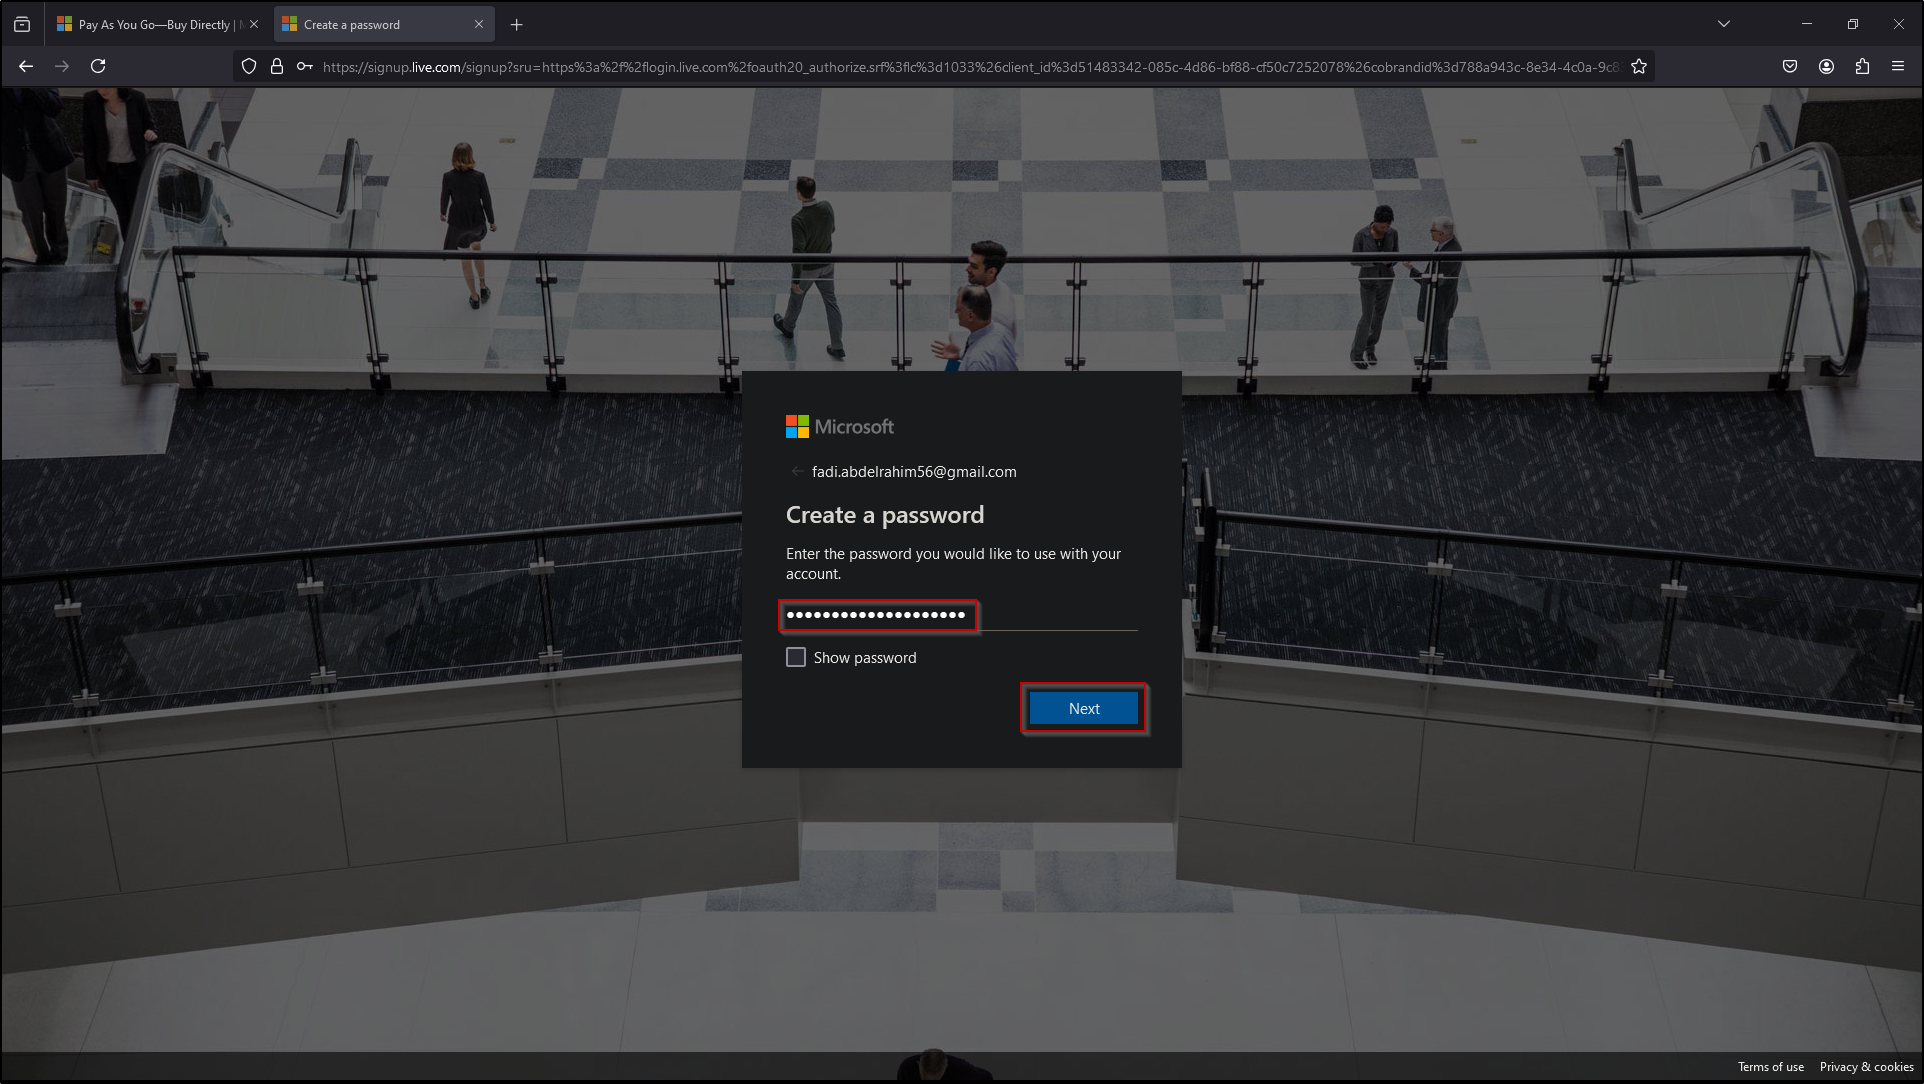 Pay As You Go—Buy Directly |
Create a password
https://signup.live.com/signup?sru=https%3a%2f%2flogin.live.com%2foauth20_authorize.srf%3flc%3d1033%26client_id%3d51483342-085c-4d86-bf88-cf50c7252078%26cobrandid%3d788a943c-8e34-4c0a-9c8
Microsoft
fadi.abdelrahim56@gmail.com
Create a password
Enter the password you would like to use with your
account.
Show password
Next
Terms of use Privacy & cookies